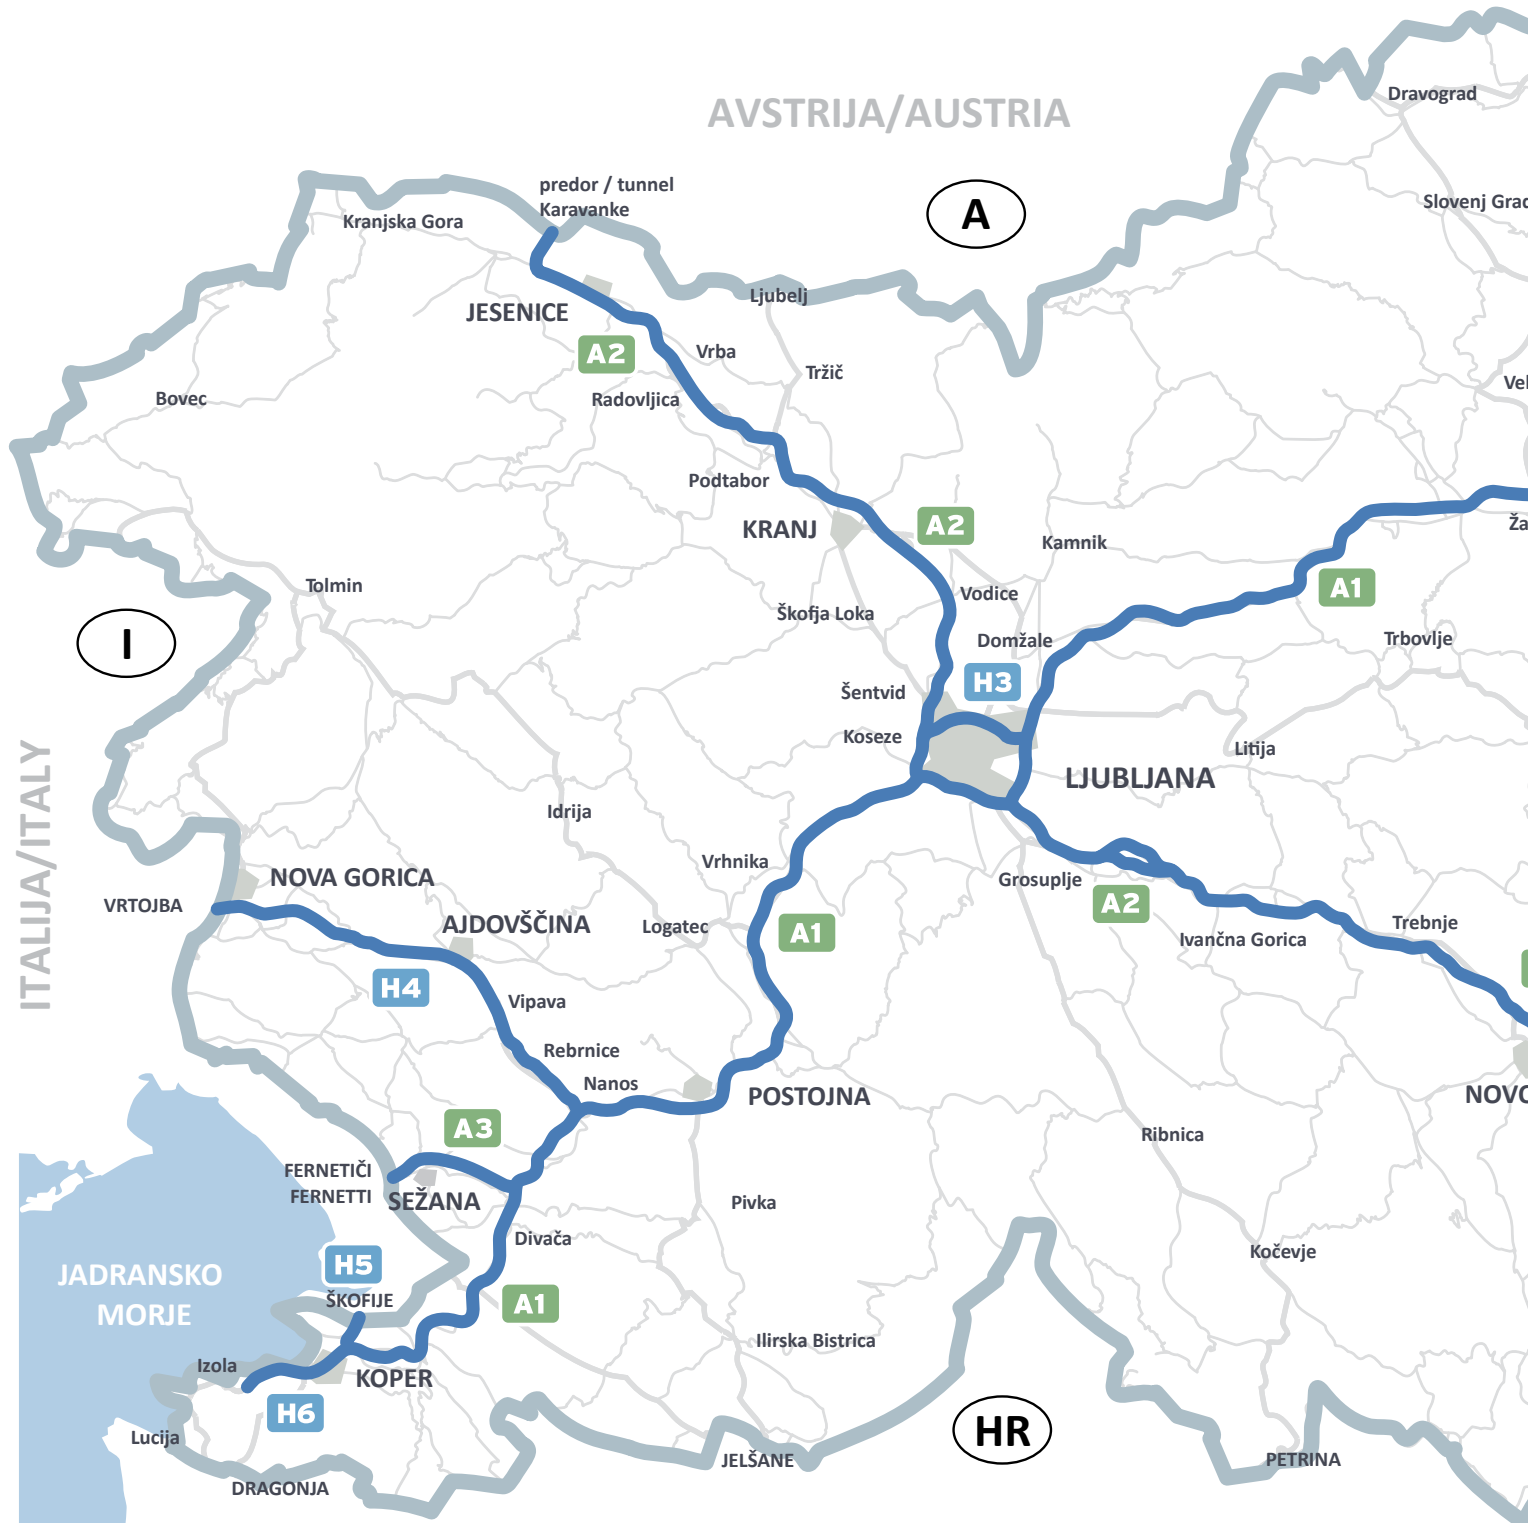 AVSTRIJA/AUSTRIA
Dravograd
predor / tunnel
Karavanke
A
Slovenj Grad
Kranjska Gora
Ljubelj
JESENICE
A2
Vrba
Tržič
Vel
Bovec
Radovljica
Podtabor
KRANJ
A2
Kamnik
Ža
A1
Tolmin
Vodice
Škofja Loka
I
Domžale
Trbovlje
H3
Šentvid
Koseze
Litija
LJUBLJANA
ITALIJA/ITALY
Idrija
Vrhnika
NOVA GORICA
Grosuplje
VRTOJBA
A2
AJDOVŠČINA
Logatec
A1
Trebnje
Ivančna Gorica
H4
Vipava
Rebrnice
Nanos
POSTOJNA
NOVO
A3
Ribnica
FERNETIČI
FERNETTI
SEŽANA
Pivka
Divača
Kočevje
H5
JADRANSKO
MORJE
ŠKOFIJE
A1
Ilirska Bistrica
Izola
KOPER
H6
HR
Lucija
JELŠANE
PETRINA
DRAGONJA